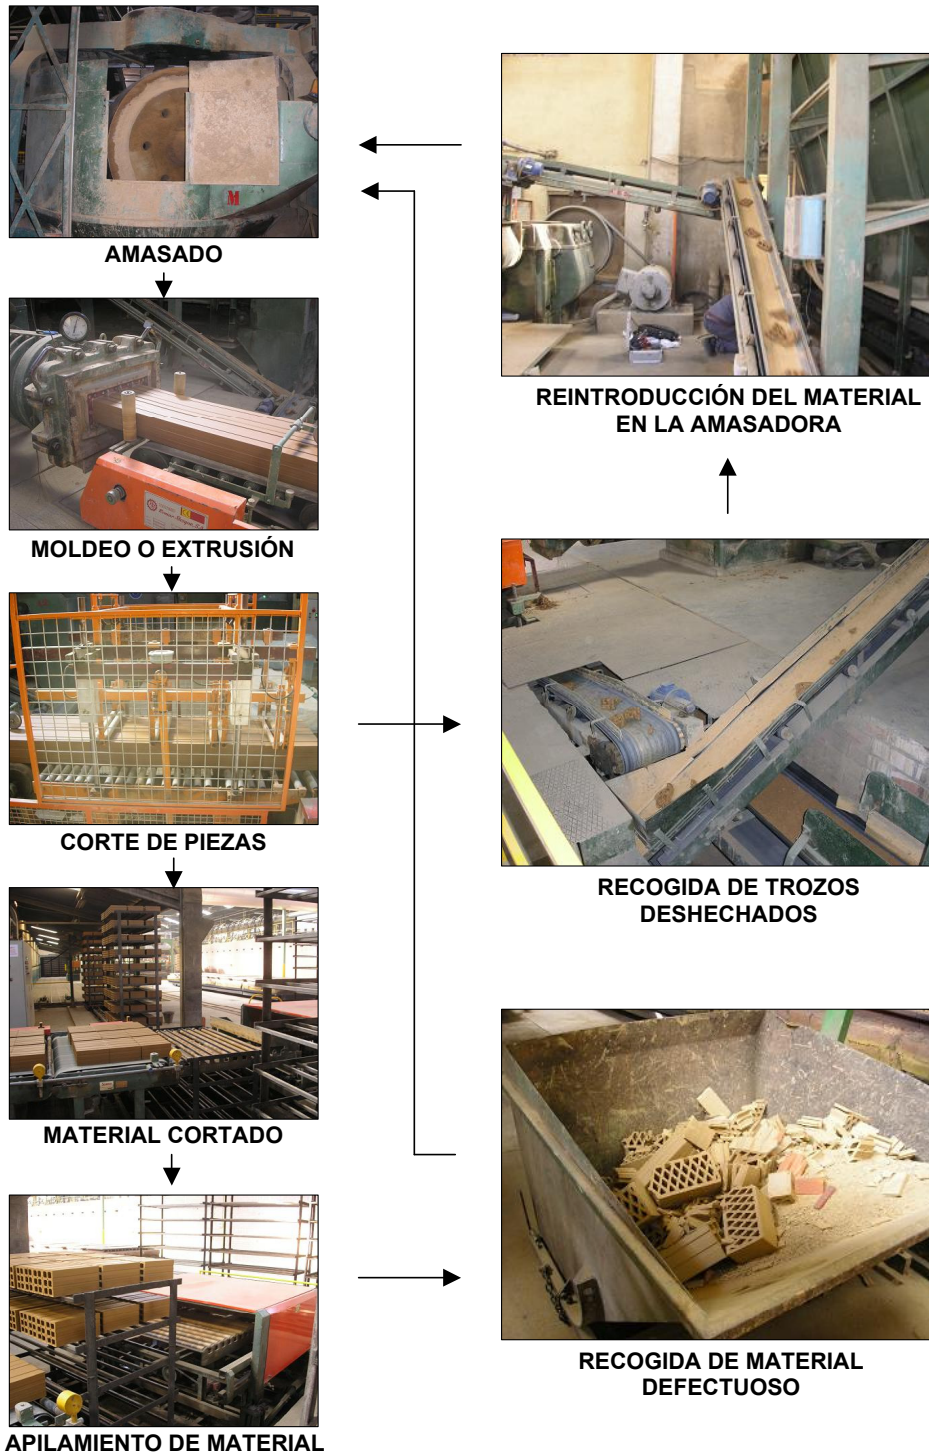 M
AMASADO
MOLDEO O EXTRUSIÓN
CORTE DE PIEZAS
MATERIAL CORTADO
APILAMIENTO DE MATERIAL
REINTRODUCCIÓN DEL MATERIAL
EN LA AMASADORA
RECOGIDA DE TROZOS
DESHECHADOS
RECOGIDA DE MATERIAL
DEFECTUOSO